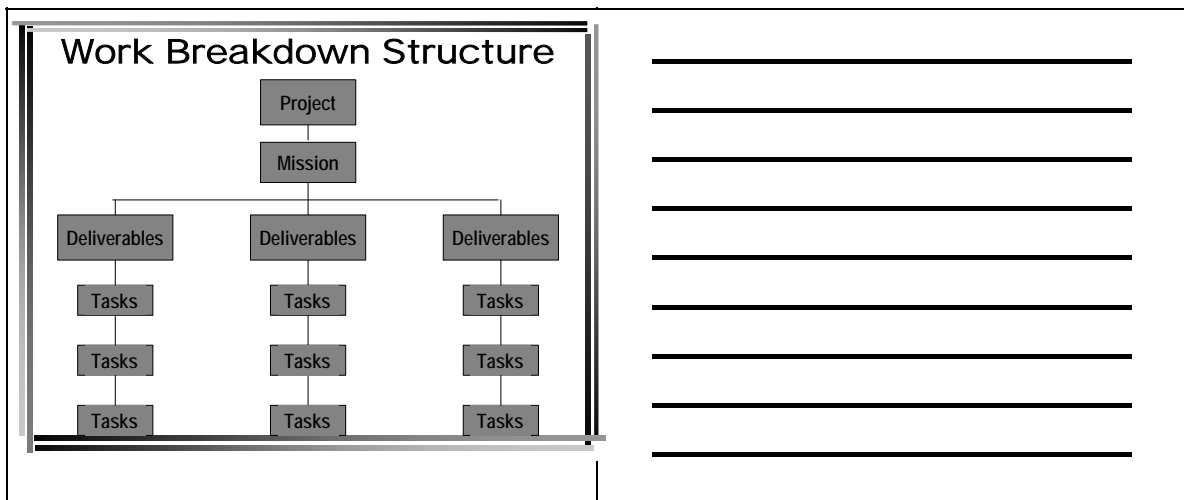 Work Breakdown Structure
Project
Mission
Deliverables Deliverables Deliverables
Tasks Tasks Tasks
Tasks Tasks Tasks
Tasks Tasks Tasks